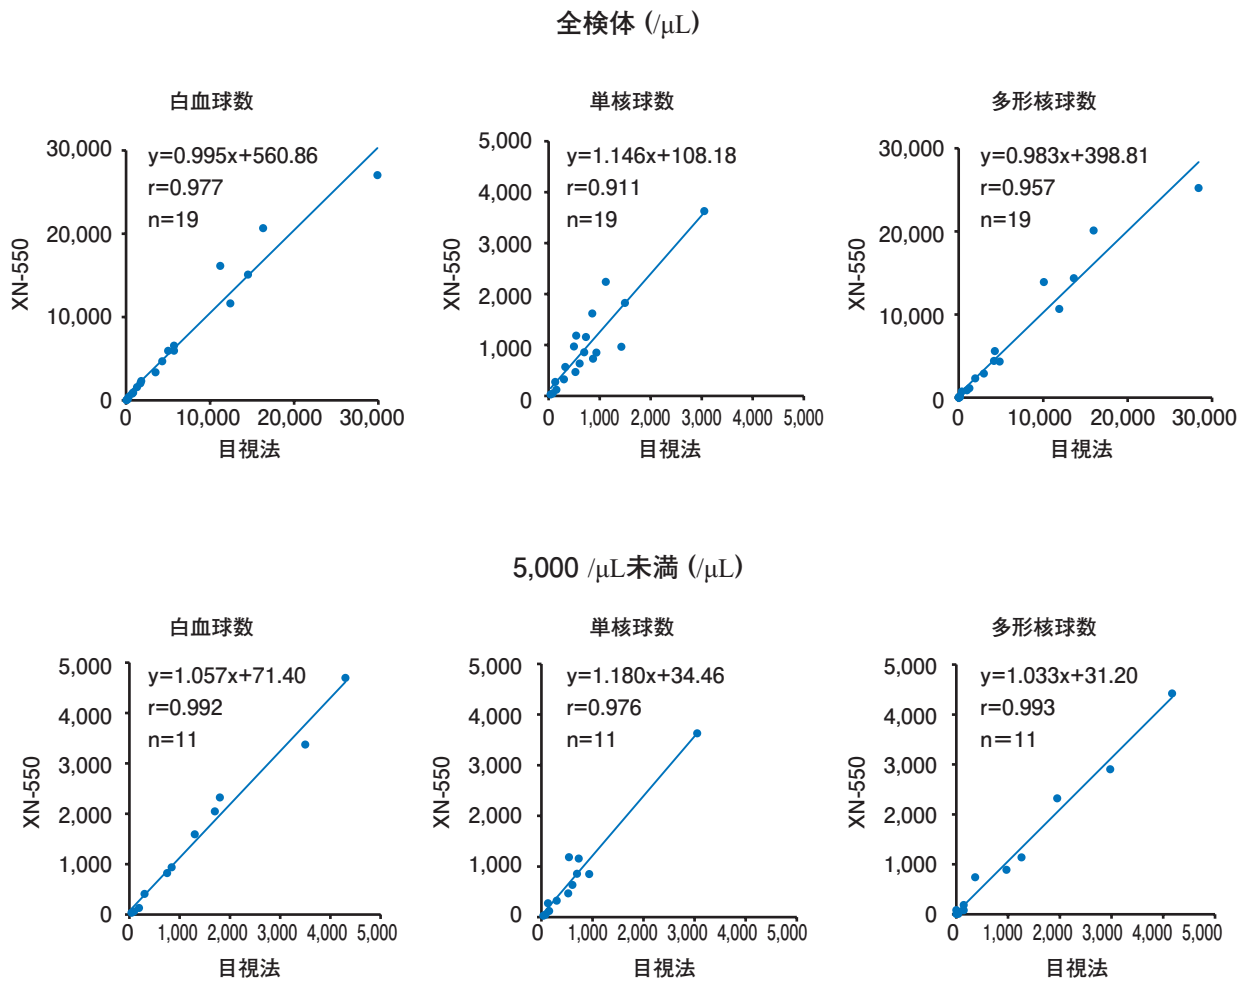 全検体 (/μL)
白血球数
y=0.995x+560.86
r=0.977
n=19
30,000
20,000
10,000
0
XN-550
0 10,000 20,000 30,000
目視法
単核球数
y=1.146x+108.18
r=0.911
n=19
5,000
4,000
3,000
2,000
1,000
0
XN-550
0 1,000 2,000 3,000 4,000 5,000
目視法
多形核球数
y=0.983x+398.81
r=0.957
n=19
30,000
20,000
10,000
0
XN-550
0 10,000 20,000 30,000
目視法
5,000 /μL未満 (/μL)
白血球数
y=1.057x+71.40
r=0.992
n=11
5,000
4,000
3,000
2,000
1,000
0
XN-550
0 1,000 2,000 3,000 4,000 5,000
目視法
単核球数
y=1.180x+34.46
r=0.976
n=11
5,000
4,000
3,000
2,000
1,000
0
XN-550
0 1,000 2,000 3,000 4,000 5,000
目視法
多形核球数
y=1.033x+31.20
r=0.993
n＝11
5,000
4,000
3,000
2,000
1,000
0
XN-550
0 1,000 2,000 3,000 4,000 5,000
目視法